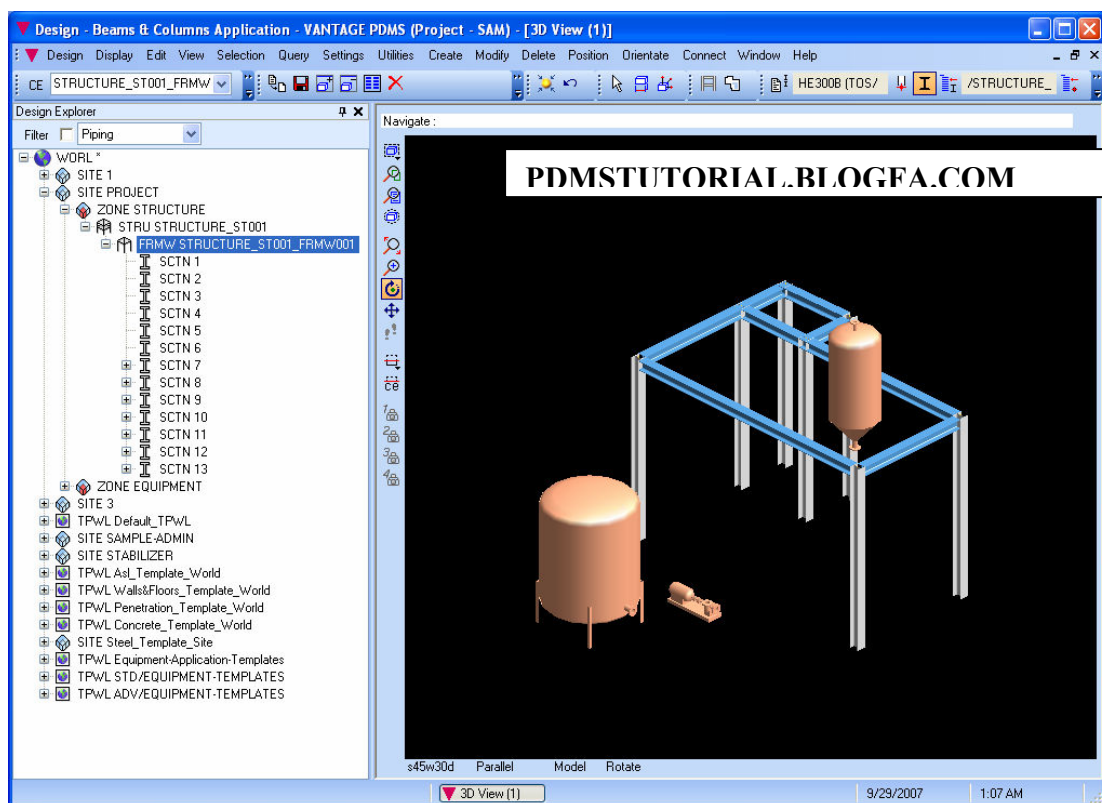 Design - Beams & Columns Application - VANTAGE PDMS (Project - SAM) - [3D View (1)]
Design Display Edit View Selection Query Settings Utilities Create Modify Delete Position Orientate Connect Window Help
CE STRUCTURE_ST001_FRMW HE300B (TOS/ /STRUCTURE_
Design Explorer
Filter Piping
Navigate :
PDMSTUTORIAL.BLOGFA.COM
WORL *
SITE 1
SITE PROJECT
ZONE STRUCTURE
STRU STRUCTURE_ST001
FRMW STRUCTURE_ST001_FRMW001
SCTN 1
SCTN 2
SCTN 3
SCTN 4
SCTN 5
SCTN 6
SCTN 7
SCTN 8
SCTN 9
SCTN 10
SCTN 11
SCTN 12
SCTN 13
ZONE EQUIPMENT
SITE 3
TPWL Default_TPWL
SITE SAMPLE-ADMIN
SITE STABILIZER
TPWL Asl_Template_World
TPWL Walls&Floors_Template_World
TPWL Penetration_Template_World
TPWL Concrete_Template_World
SITE Steel_Template_Site
TPWL Equipment-Application-Templates
TPWL STD/EQUIPMENT-TEMPLATES
TPWL ADV/EQUIPMENT-TEMPLATES
ce
1
2
3
4
s45w30d Parallel Model Rotate
3D View (1)
9/29/2007 1:07 AM